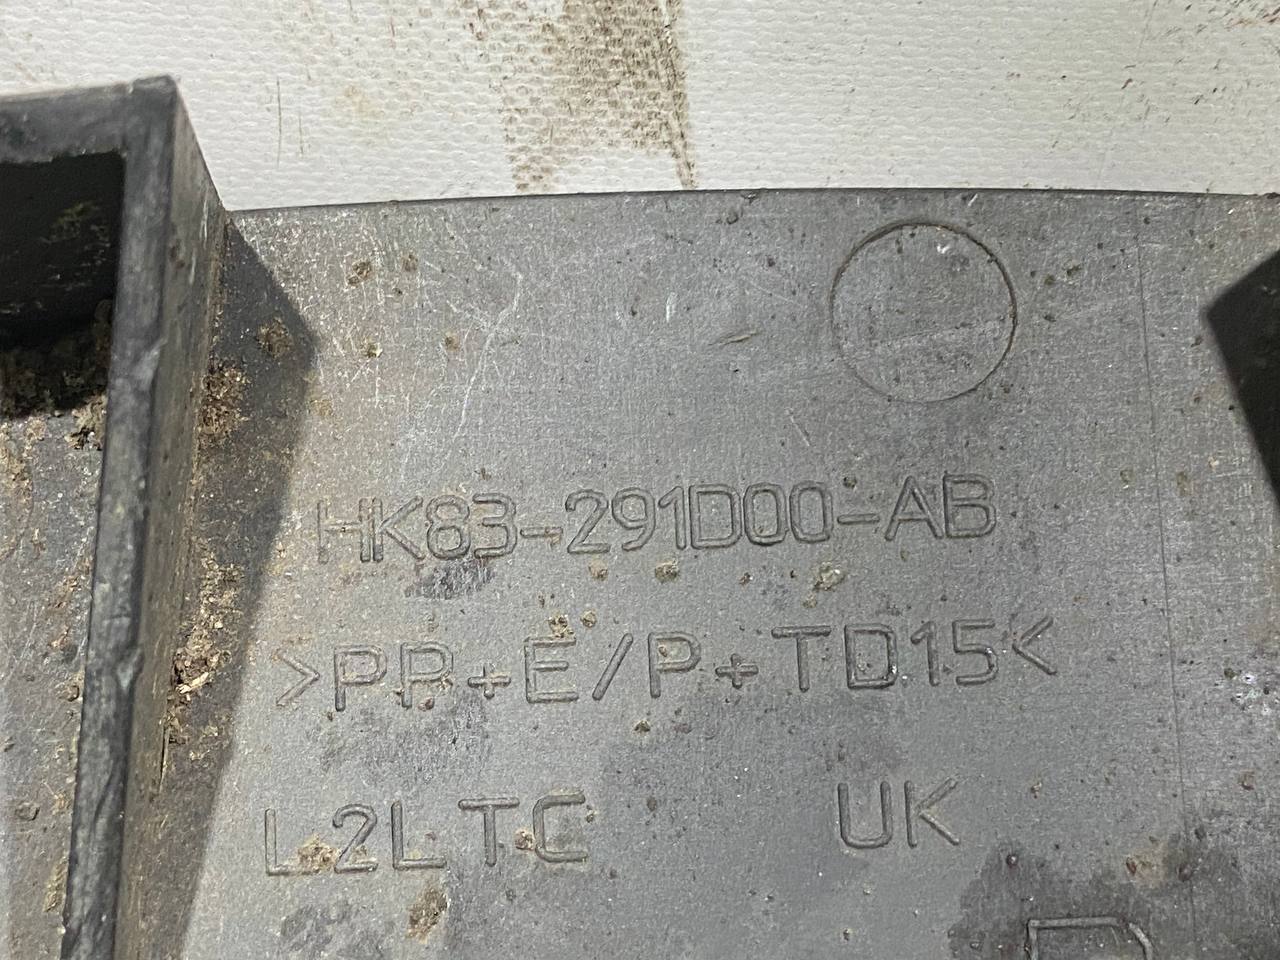 HK83-291D00-AB
>PP+E/P+TD15<
L2LTC UK